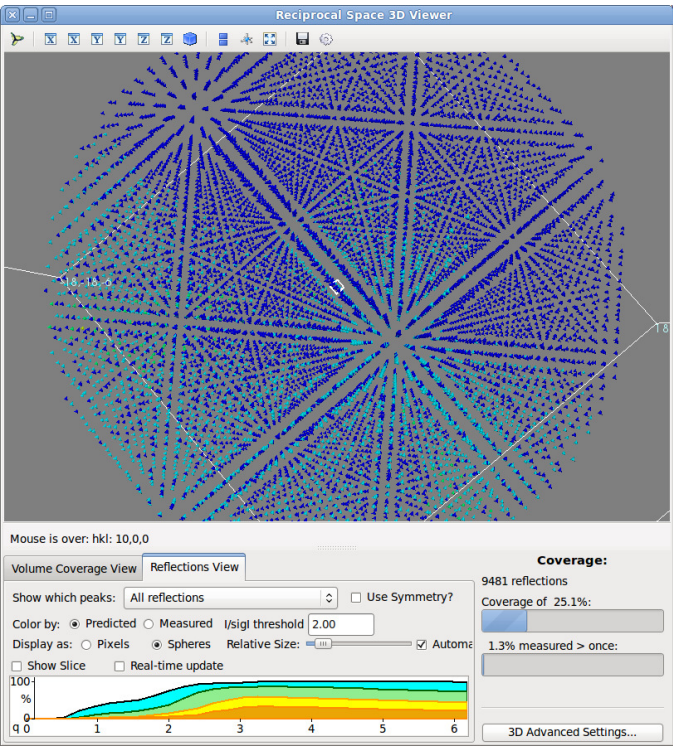 Reciprocal Space 3D Viewer
X X Y Y Z Z
-18,-18,-6
18
Mouse is over: hkl: 10,0,0
Volume Coverage View Reflections View
Show which peaks: All reflections Use Symmetry?
Color by: Predicted Measured I/sigI threshold 2.00
Display as: Pixels Spheres Relative Size: Automa
Show Slice Real-time update
100
%
0
q 0 1 2 3 4 5 6
Coverage:
9481 reflections
Coverage of 25.1%:
1.3% measured > once:
3D Advanced Settings...